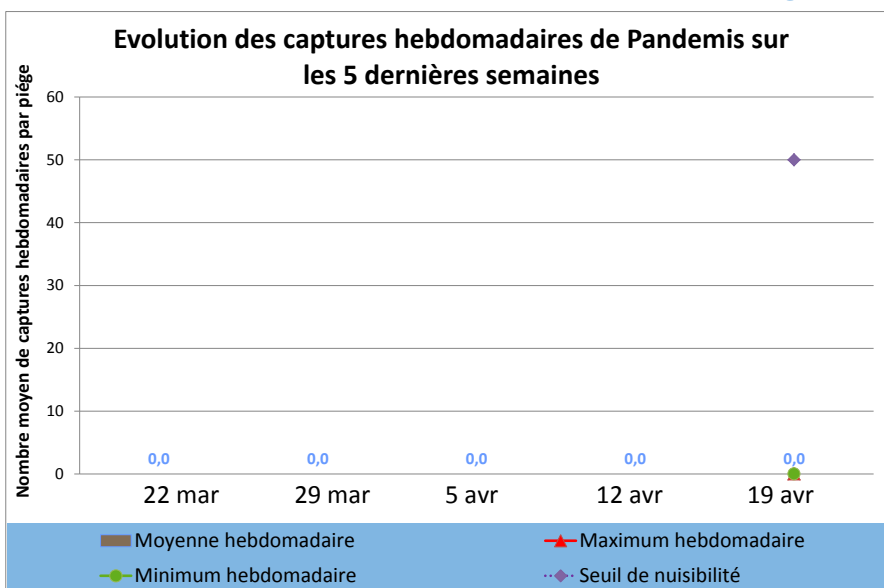 Evolution des captures hebdomadaires de Pandemis sur
les 5 dernières semaines
Nombre moyen de captures hebdomadaires par piége
60
50
40
30
20
10
0
0,0 0,0 0,0 0,0 0,0
22 mar 29 mar 5 avr 12 avr 19 avr
Moyenne hebdomadaire Maximum hebdomadaire
Minimum hebdomadaire Seuil de nuisibilité